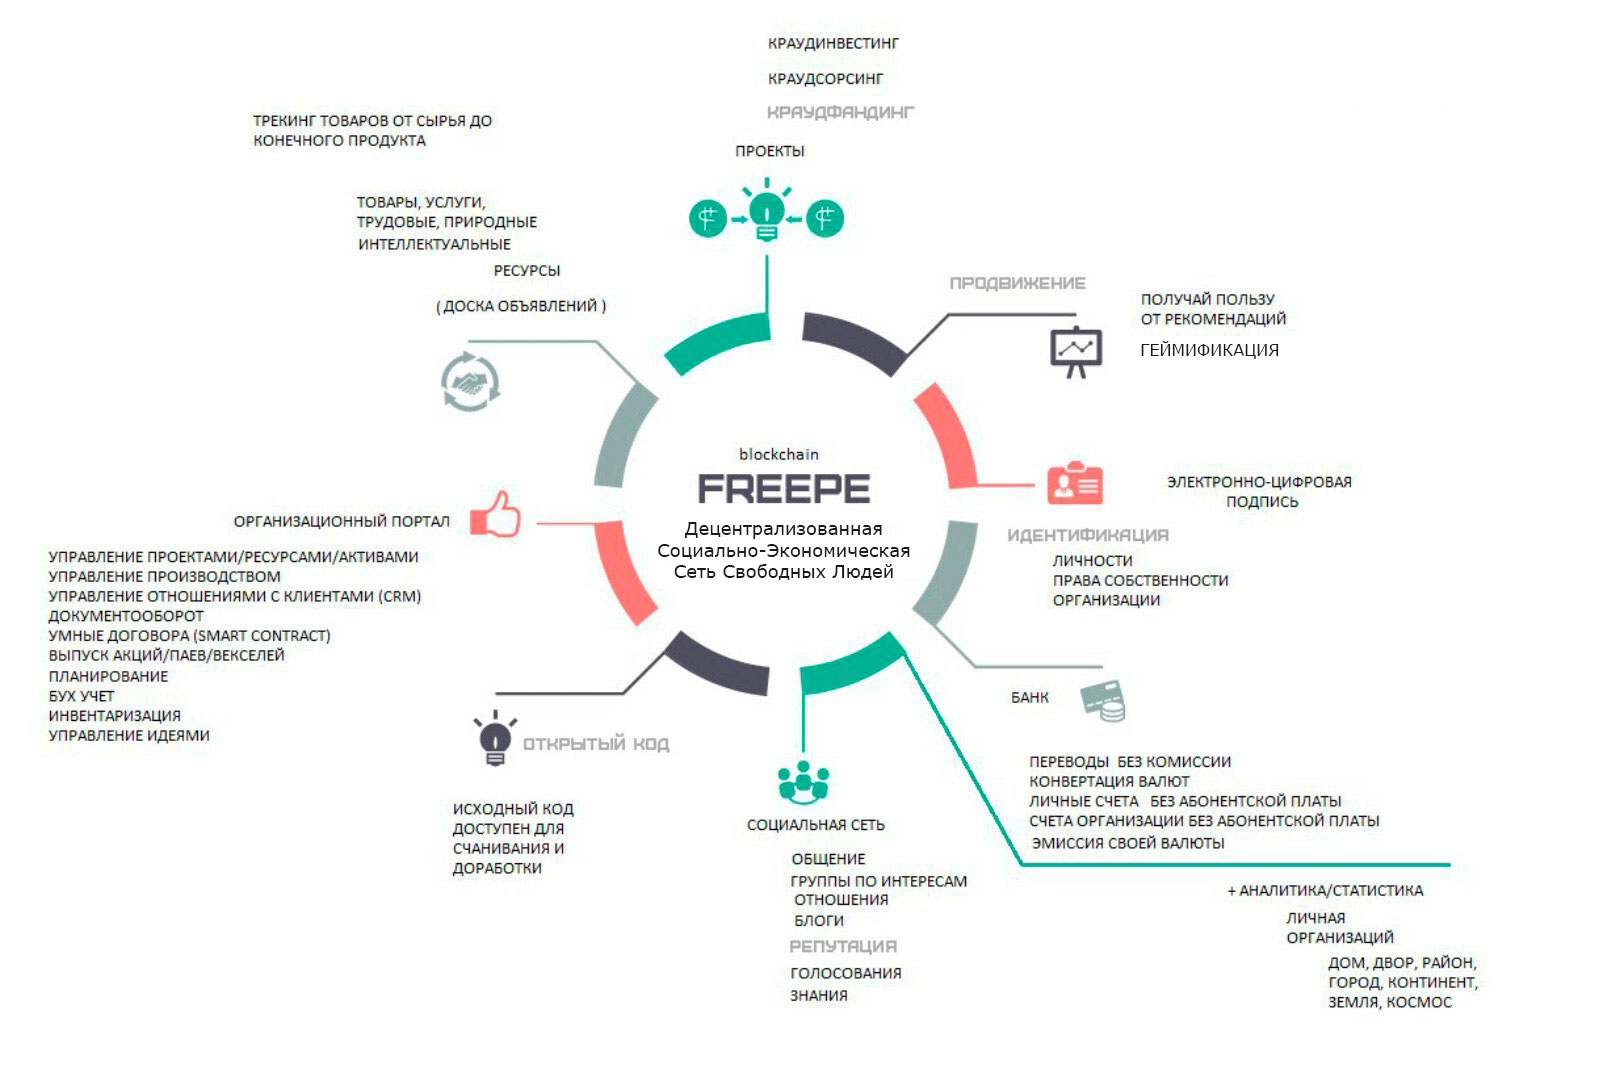 КРАУДИНВЕСТИНГ
КРАУДСОРСИНГ
КРАУДФАНДИНГ
ПРОЕКТЫ
ТРЕКИНГ ТОВАРОВ ОТ СЫРЬЯ ДО
КОНЕЧНОГО ПРОДУКТА
ТОВАРЫ, УСЛУГИ,
ТРУДОВЫЕ, ПРИРОДНЫЕ
ИНТЕЛЛЕКТУАЛЬНЫЕ
РЕСУРСЫ
( ДОСКА ОБЪЯВЛЕНИЙ )
ПРОДВИЖЕНИЕ
ПОЛУЧАЙ ПОЛЬЗУ
ОТ РЕКОМЕНДАЦИЙ
ГЕЙМИФИКАЦИЯ
blockchain
FREEPE
Децентрализованная
Социально-Экономическая
Сеть Свободных Людей
ЭЛЕКТРОННО-ЦИФРОВАЯ
ПОДПИСЬ
ИДЕНТИФИКАЦИЯ
ЛИЧНОСТИ
ПРАВА СОБСТВЕННОСТИ
ОРГАНИЗАЦИИ
ОРГАНИЗАЦИОННЫЙ ПОРТАЛ
УПРАВЛЕНИЕ ПРОЕКТАМИ/РЕСУРСАМИ/АКТИВАМИ
УПРАВЛЕНИЕ ПРОИЗВОДСТВОМ
УПРАВЛЕНИЕ ОТНОШЕНИЯМИ С КЛИЕНТАМИ (CRM)
ДОКУМЕНТООБОРОТ
УМНЫЕ ДОГОВОРА (SMART CONTRACT)
ВЫПУСК АКЦИЙ/ПАЕВ/ВЕКСЕЛЕЙ
ПЛАНИРОВАНИЕ
БУХ УЧЕТ
ИНВЕНТАРИЗАЦИЯ
УПРАВЛЕНИЕ ИДЕЯМИ
ОТКРЫТЫЙ КОД
ИСХОДНЫЙ КОД
ДОСТУПЕН ДЛЯ
СЧАНИВАНИЯ И
ДОРАБОТКИ
СОЦИАЛЬНАЯ СЕТЬ
ОБЩЕНИЕ
ГРУППЫ ПО ИНТЕРЕСАМ
ОТНОШЕНИЯ
БЛОГИ
РЕПУТАЦИЯ
ГОЛОСОВАНИЯ
ЗНАНИЯ
БАНК
ПЕРЕВОДЫ БЕЗ КОМИССИИ
КОНВЕРТАЦИЯ ВАЛЮТ
ЛИЧНЫЕ СЧЕТА БЕЗ АБОНЕНТСКОЙ ПЛАТЫ
СЧЕТА ОРГАНИЗАЦИИ БЕЗ АБОНЕНТСКОЙ ПЛАТЫ
ЭМИССИЯ СВОЕЙ ВАЛЮТЫ
+ АНАЛИТИКА/СТАТИСТИКА
ЛИЧНАЯ
ОРГАНИЗАЦИЙ
ДОМ, ДВОР, РАЙОН,
ГОРОД, КОНТИНЕНТ,
ЗЕМЛЯ, КОСМОС